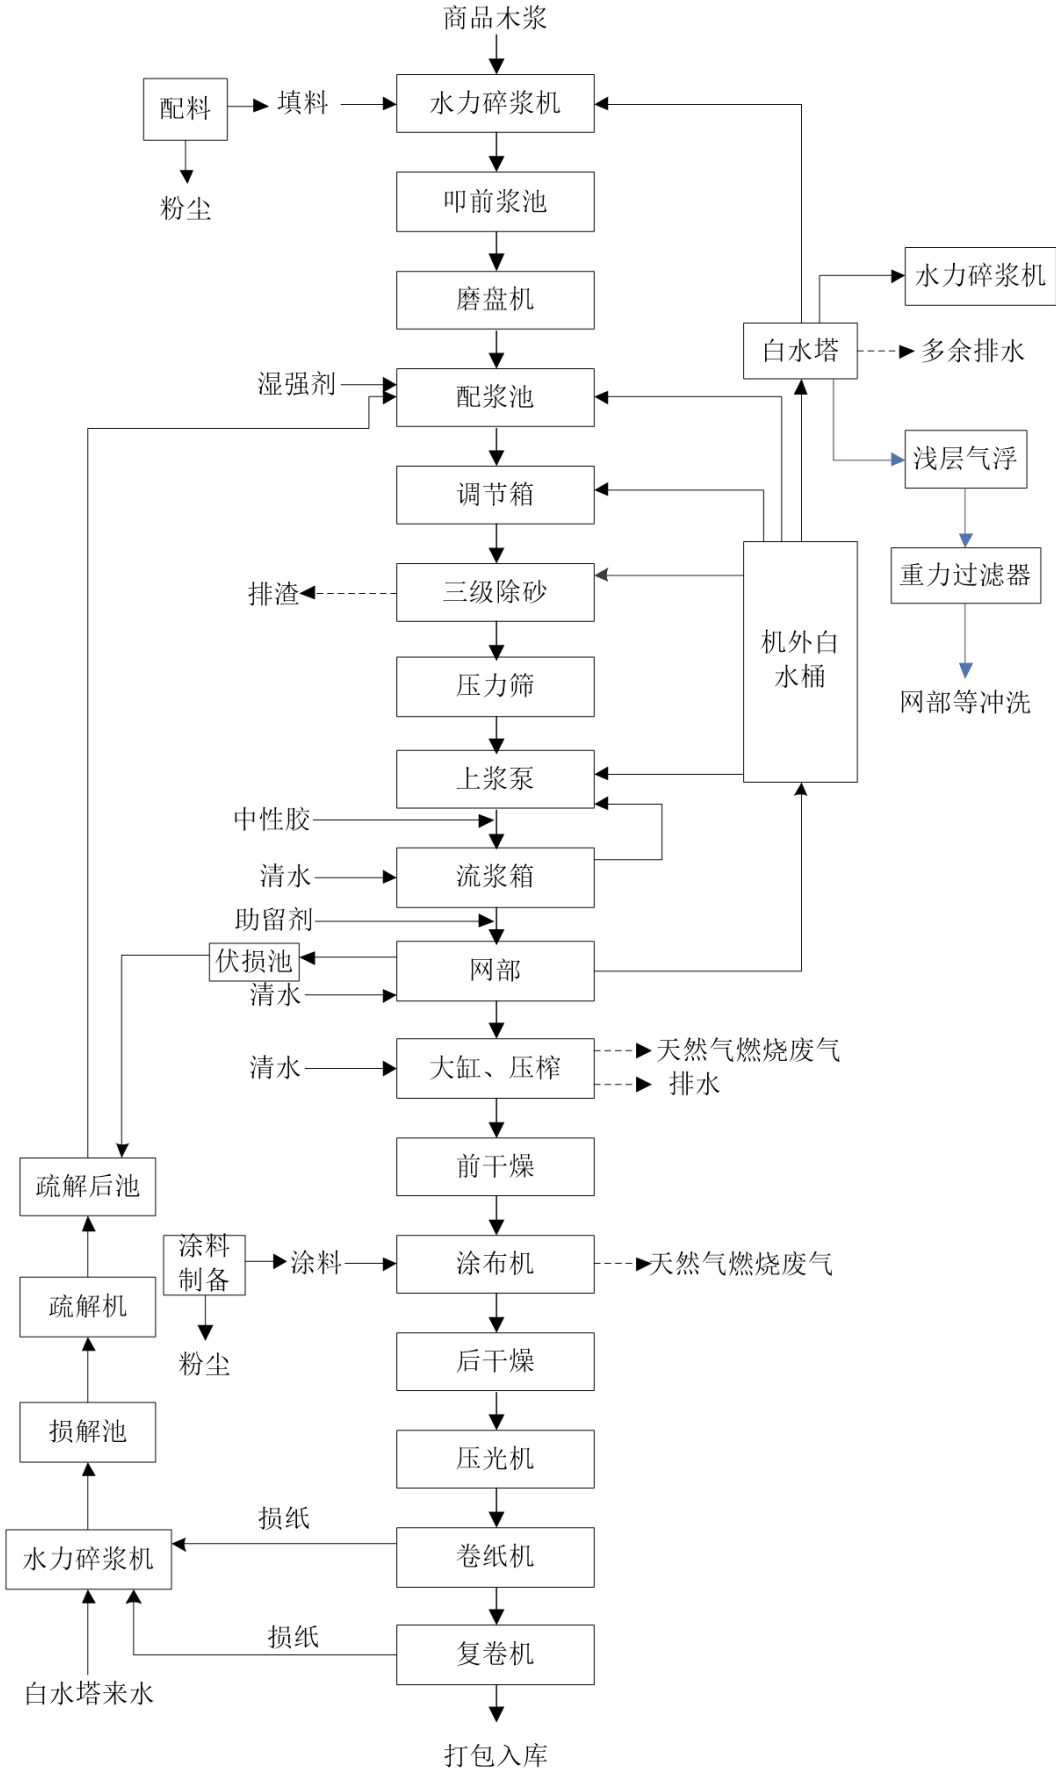 商品木浆
配料
填料
水力碎浆机
粉尘
叩前浆池
水力碎浆机
磨盘机
白水塔
多余排水
湿强剂
配浆池
浅层气浮
调节箱
重力过滤器
排渣
三级除砂
机外白
水桶
压力筛
网部等冲洗
上浆泵
中性胶
清水
流浆箱
助留剂
伏损池
网部
清水
天然气燃烧废气
清水
大缸、压榨
排水
前干燥
疏解后池
涂料
制备
涂料
涂布机
天然气燃烧废气
疏解机
粉尘
后干燥
损解池
压光机
损纸
水力碎浆机
卷纸机
损纸
复卷机
白水塔来水
打包入库